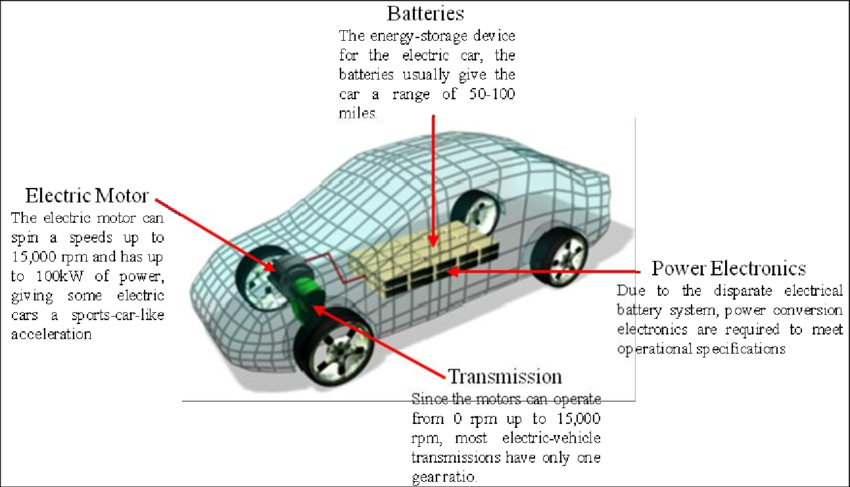 Batteries
The energy-storage device
for the electric car, the
batteries usually give the
car a range of 50-100
miles.
Electric Motor
The electric motor can
spin a speeds up to
15,000 rpm and has up
to 100kW of power,
giving some electric
cars a sports-car-like
acceleration
Power Electronics
Due to the disparate electrical
battery system, power conversion
electronics are required to meet
operational specifications
Transmission
Since the motors can operate
from 0 rpm up to 15,000
rpm, most electric-vehicle
transmissions have only one
gear ratio.